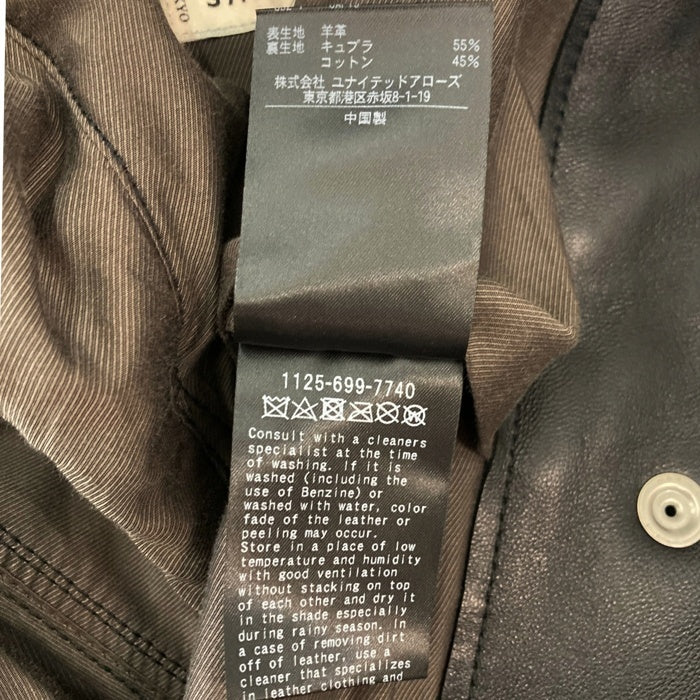 KYO
表生地 羊革
裏生地 キュプラ 55%
コットン 45%
株式会社 ユナイテッドアローズ
東京都港区赤坂8-1-19
中国製
1125-699-7740
Consult with a cleaners
specialist at the time
of washing. If it is
washed (including the
use of Benzine) or
washed with water, color
fade of the leather or
peeling may occur.
Store in a place of low
temperature and humidity
with good ventilation
without stacking on top
of each other and dry it
in the shade especially
during rainy season. In
a case of removing dirt
off of leather, use a
cleaner that specializes
in leather clothing and